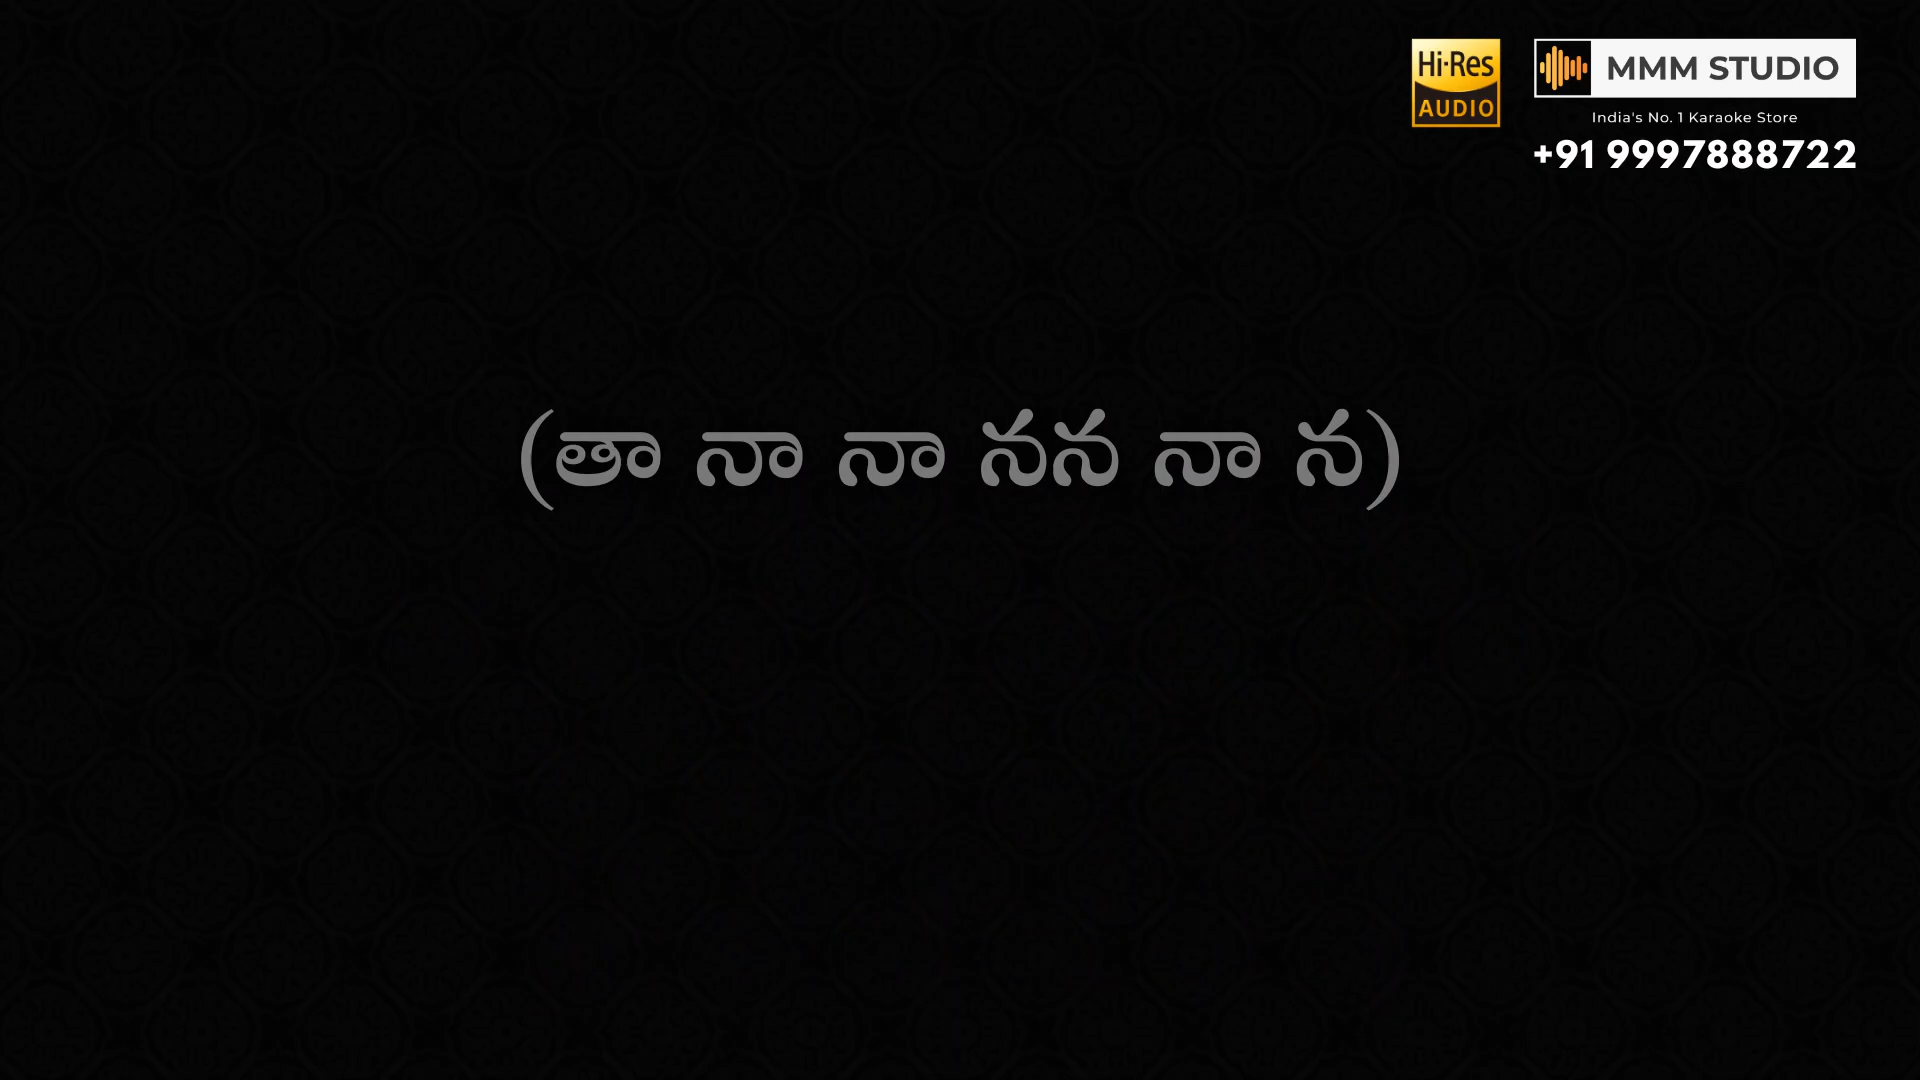 Hi-Res
AUDIO
MMM STUDIO
India's No. 1 Karaoke Store
+91 9997888722
(తా నా నా నన నా న)